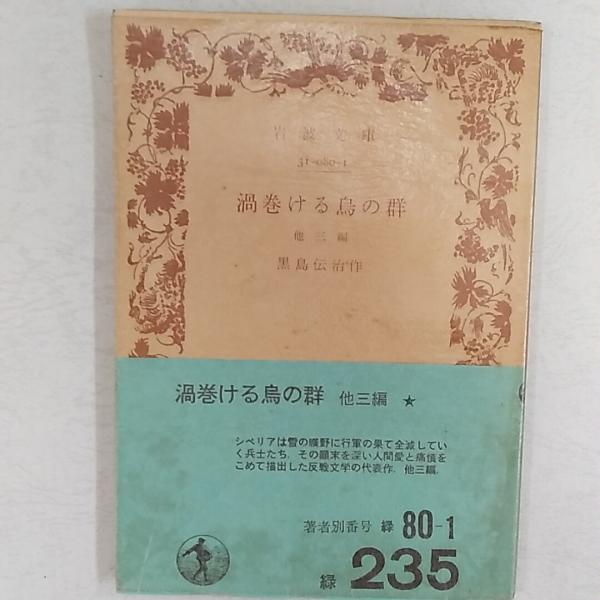 岩波文庫
31-080-1
渦巻ける烏の群
他三編
黒島伝治作
渦巻ける烏の群 他三編 ★
シベリアは雪の曠野に行軍の果て全滅してい
く兵士たち．その顚末を深い人間愛と痛憤を
こめて描出した反戦文学の代表作．他三編．
著者別番号 緑 80-1
緑 235